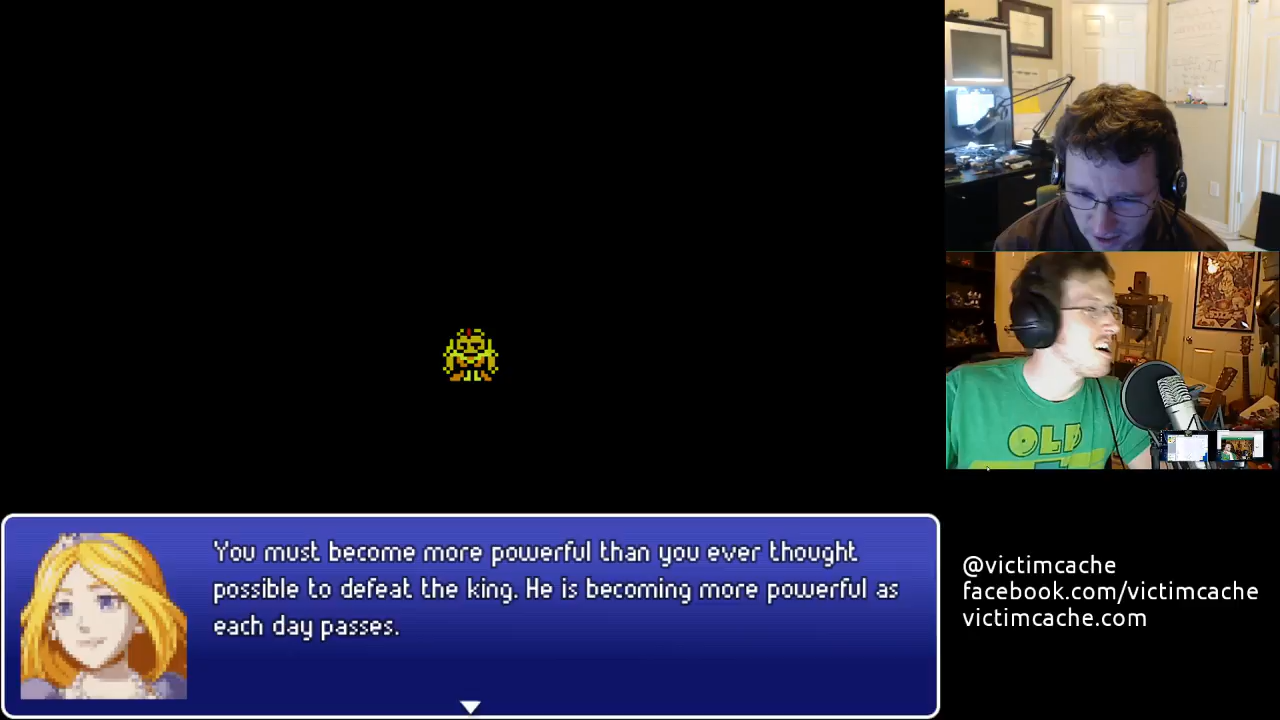 OLD
You must become more powerful than you ever thought
possible to defeat the king. He is becoming more powerful as
each day passes.
@victimcache
facebook.com/victimcache
victimcache.com